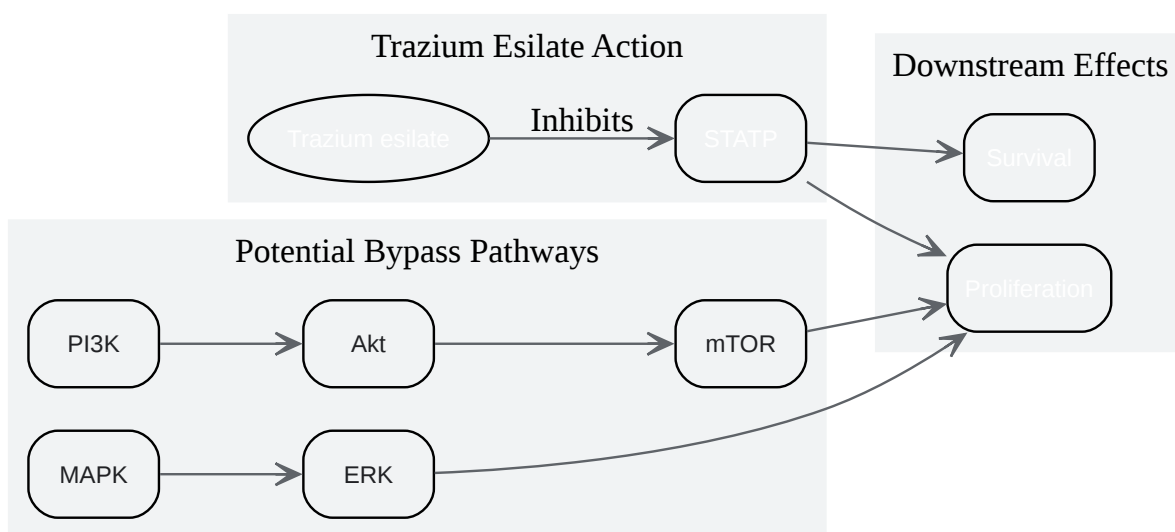 Trazium Esilate Action
Downstream Effects
Trazium esilate
Inhibits
STATP
Survival
Potential Bypass Pathways
Proliferation
PI3K
Akt
mTOR
MAPK
ERK